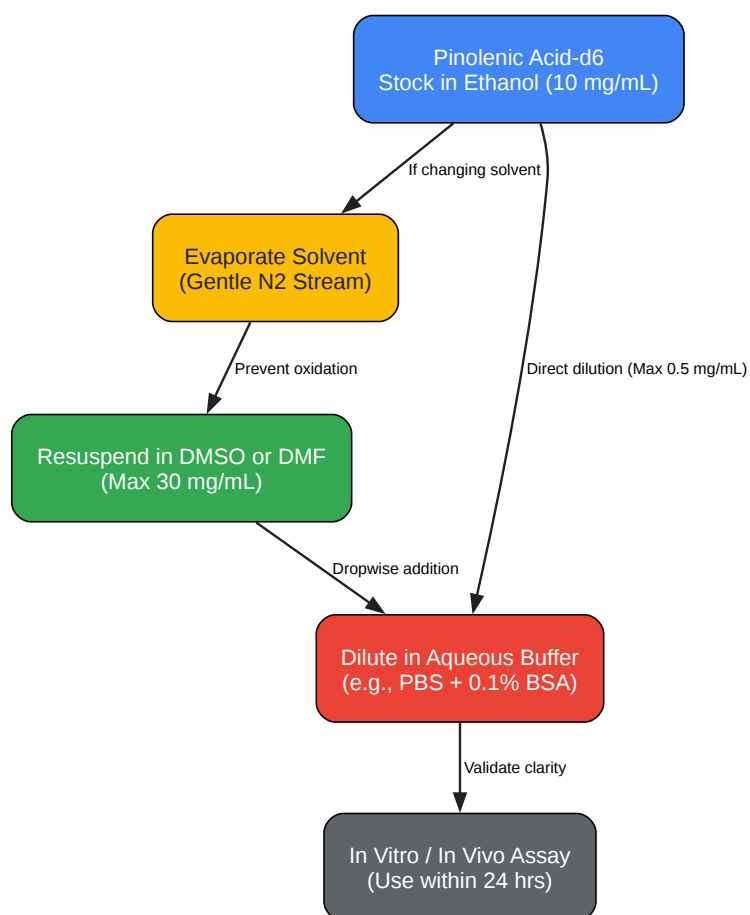 Pinolenic Acid-d6
Stock in Ethanol (10 mg/mL)
If changing solvent
Evaporate Solvent
(Gentle N2 Stream)
Prevent oxidation
Direct dilution (Max 0.5 mg/mL)
Resuspend in DMSO or DMF
(Max 30 mg/mL)
Dropwise addition
Dilute in Aqueous Buffer
(e.g., PBS + 0.1% BSA)
Validate clarity
In Vitro / In Vivo Assay
(Use within 24 hrs)